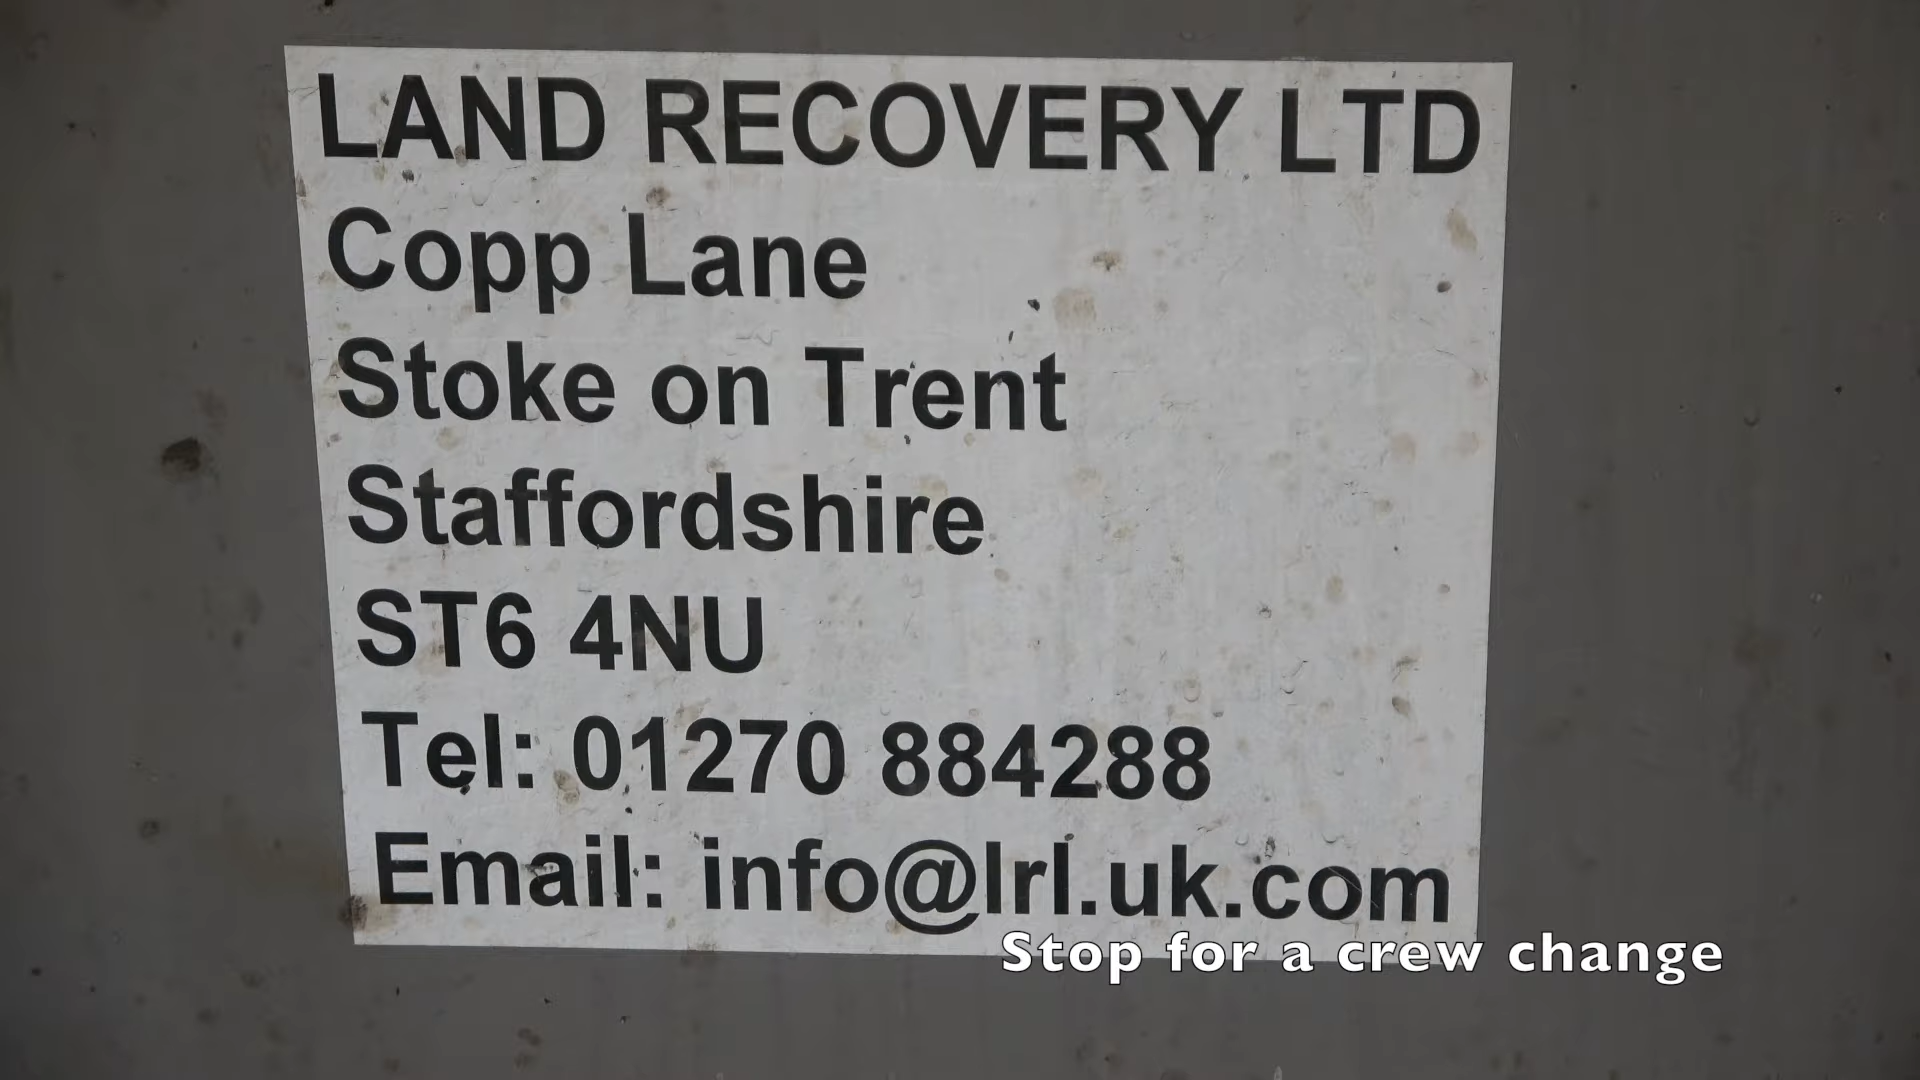 LAND RECOVERY LTD
Copp Lane
Stoke on Trent
Staffordshire
ST6 4NU
Tel: 01270 884288
Email: info@lrl.uk.com
Stop for a crew change